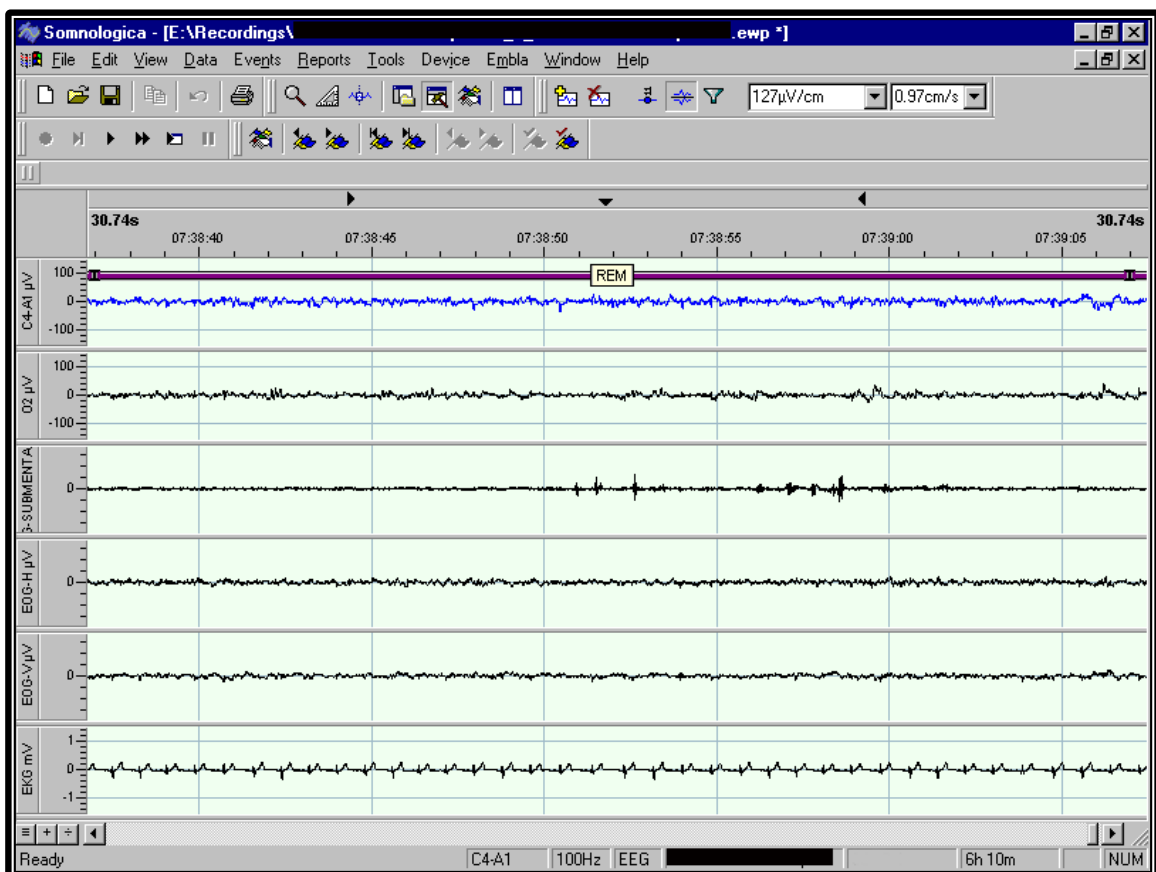 Somnologica - [E:\Recordings\ .ewp *]
File Edit View Data Events Reports Tools Device Embla Window Help
127µV/cm 0.97cm/s
30.74s 30.74s
07:38:40 07:38:45 07:38:50 07:38:55 07:39:00 07:39:05
C4-A1 µV
100
0
-100
REM
O2 µV
100
0
-100
G-SUBMENTA
0
EOG-H µV
0
EOG-V µV
0
EKG mV
1
0
-1
Ready C4-A1 100Hz EEG 6h 10m NUM